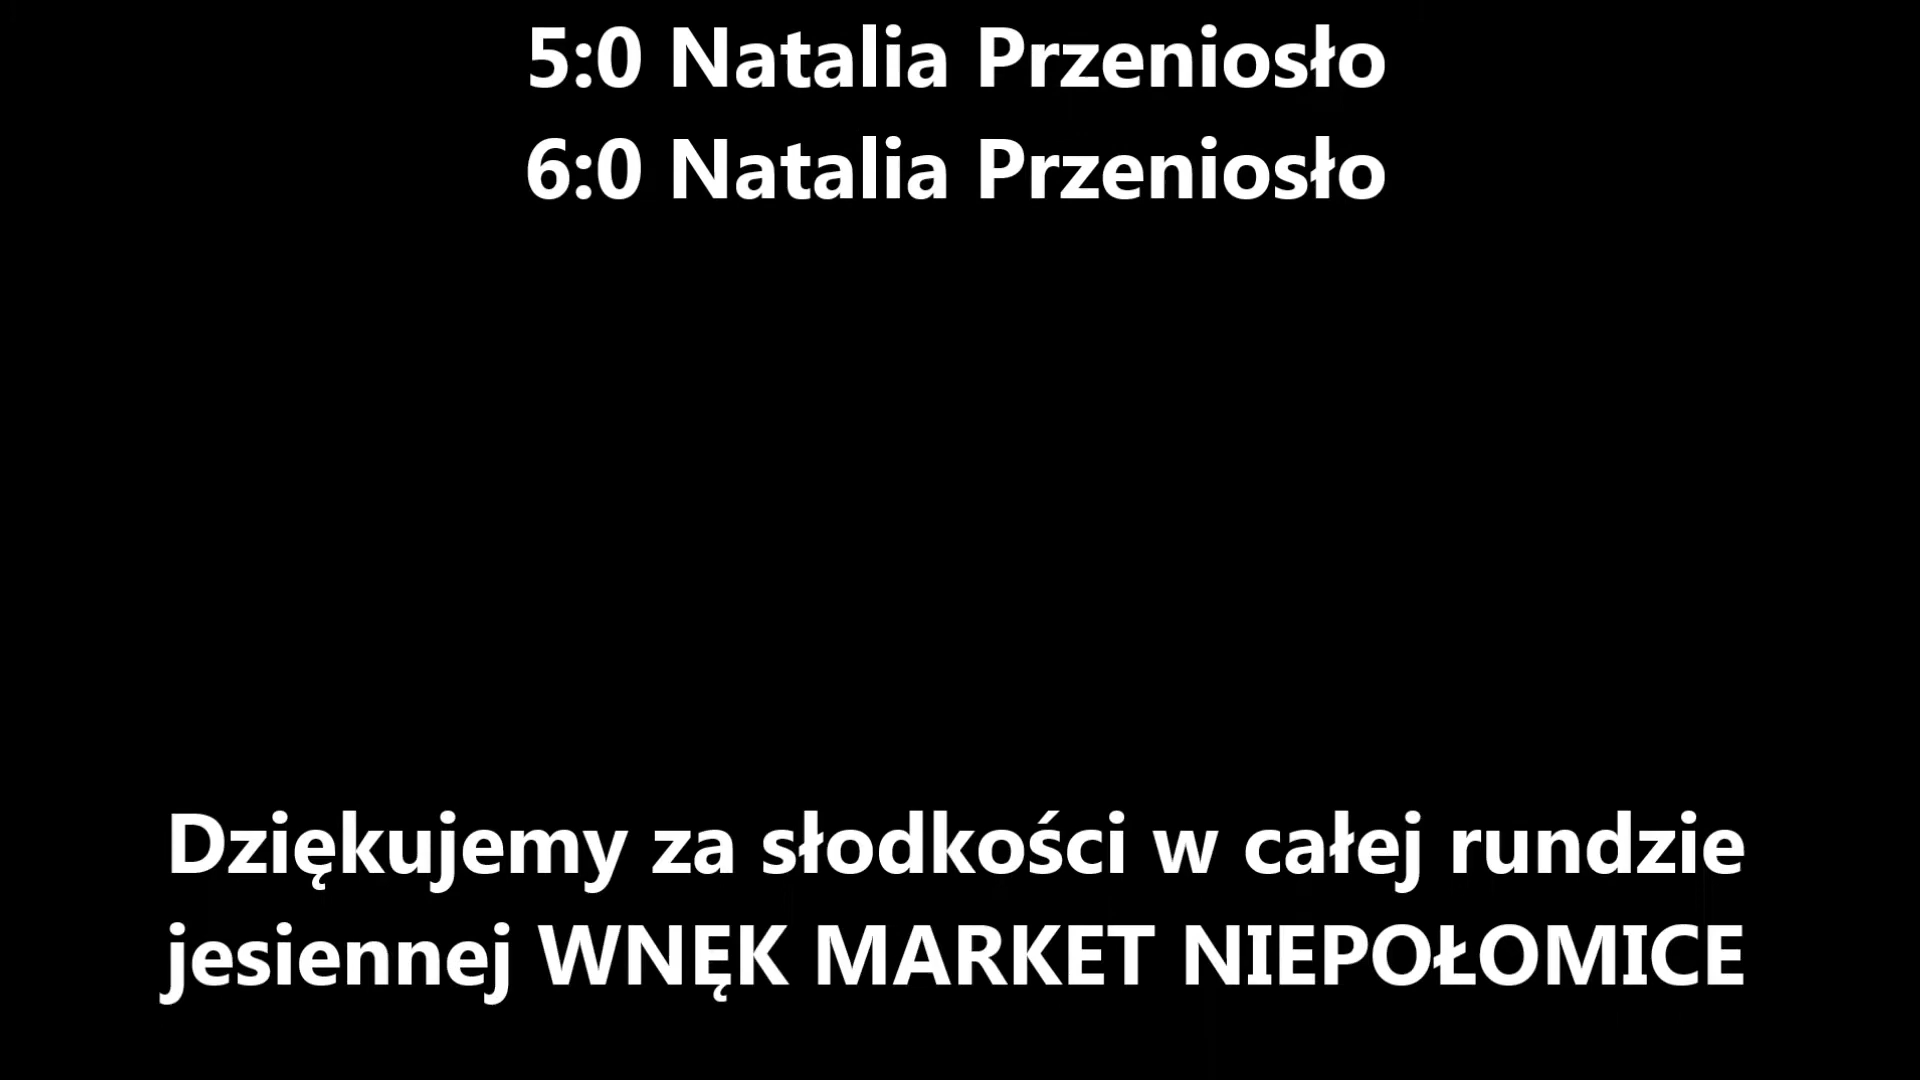 5:0 Natalia Przeniosło
6:0 Natalia Przeniosło
Dziękujemy za słodkości w całej rundzie
jesiennej WNĘK MARKET NIEPOŁOMICE